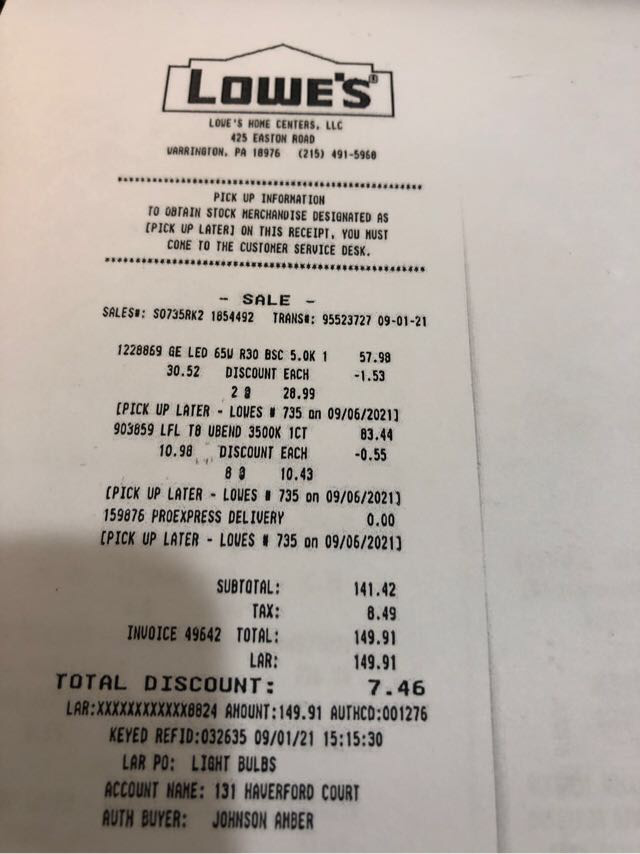 LOWE'S®
LOWE'S HOME CENTERS, LLC
425 EASTON ROAD
WARRINGTON, PA 18976 (215) 491-5960
PICK UP INFORMATION
TO OBTAIN STOCK MERCHANDISE DESIGNATED AS
[PICK UP LATER] ON THIS RECEIPT, YOU MUST
COME TO THE CUSTOMER SERVICE DESK.
- SALE -
SALES#: S0735RK2 1854492 TRANS#: 95523727 09-01-21
1228869 GE LED 65W R30 BSC 5.0K 1 57.98
30.52 DISCOUNT EACH -1.53
2 @ 28.99
[PICK UP LATER - LOWES # 735 on 09/06/2021]
903859 LFL T8 UBEND 3500K 1CT 83.44
10.98 DISCOUNT EACH -0.55
8 @ 10.43
[PICK UP LATER - LOWES # 735 on 09/06/2021]
159876 PROEXPRESS DELIVERY 0.00
[PICK UP LATER - LOWES # 735 on 09/06/2021]
SUBTOTAL: 141.42
TAX: 8.49
INVOICE 49642 TOTAL: 149.91
LAR: 149.91
TOTAL DISCOUNT: 7.46
LAR:XXXXXXXXXXXX8824 AMOUNT:149.91 AUTHCD:001276
KEYED REFID:032635 09/01/21 15:15:30
LAR PO: LIGHT BULBS
ACCOUNT NAME: 131 HAVERFORD COURT
AUTH BUYER: JOHNSON AMBER